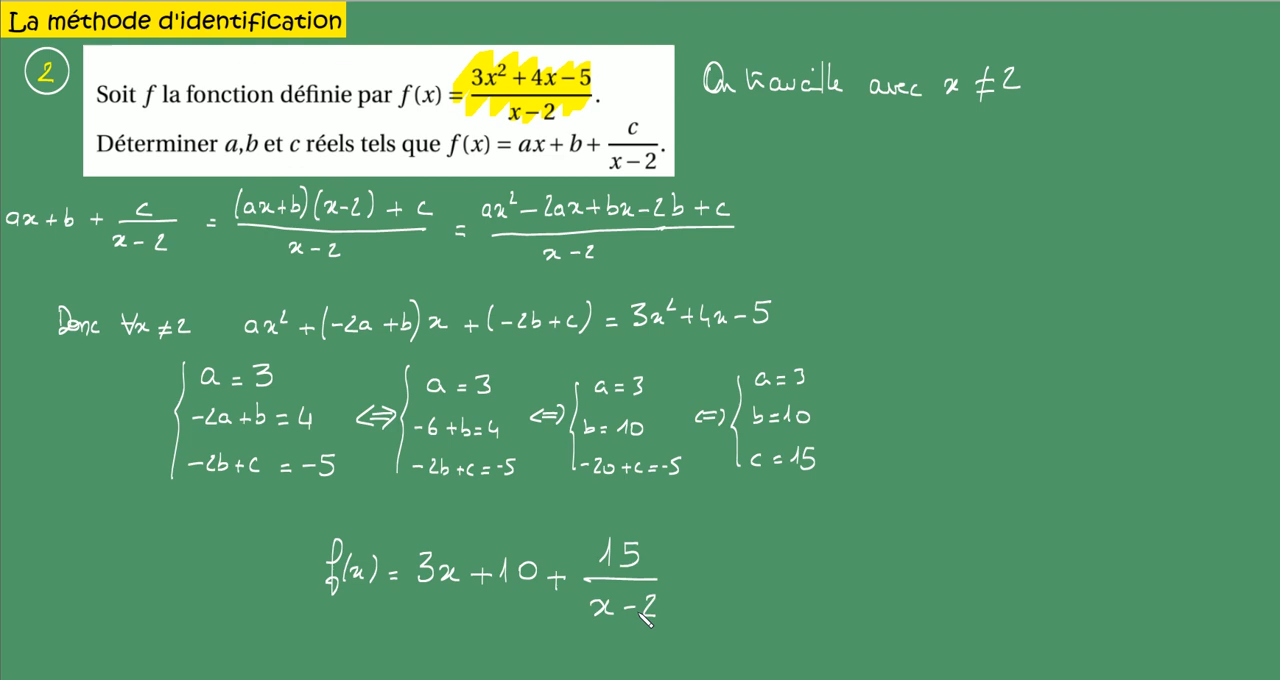 La méthode d'identification
2
Soit f la fonction définie par f(x) = (3x² + 4x − 5)/(x − 2).
On travaille avec x ≠ 2
Déterminer a,b et c réels tels que f(x) = ax + b + c/(x − 2).
ax+b + c/(x-2) = ((ax+b)(x-2) + c)/(x-2) = (ax² - 2ax + bx - 2b + c)/(x-2)
Donc ∀x ≠ 2 ax² + (-2a + b)x + (-2b + c) = 3x² + 4x - 5
{ a = 3 ⇔ { a = 3 ⇔ { a = 3 ⇔ { a = 3
-2a + b = 4 -6 + b = 4 b = 10 b = 10
-2b + c = -5 -2b + c = -5 -20 + c = -5 c = 15
f(x) = 3x + 10 + 15/(x-2)